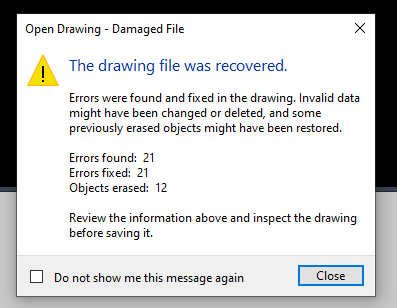 Open Drawing - Damaged File
The drawing file was recovered.
Errors were found and fixed in the drawing. Invalid data
might have been changed or deleted, and some
previously erased objects might have been restored.
Errors found: 21
Errors fixed: 21
Objects erased: 12
Review the information above and inspect the drawing
before saving it.
Do not show me this message again
Close